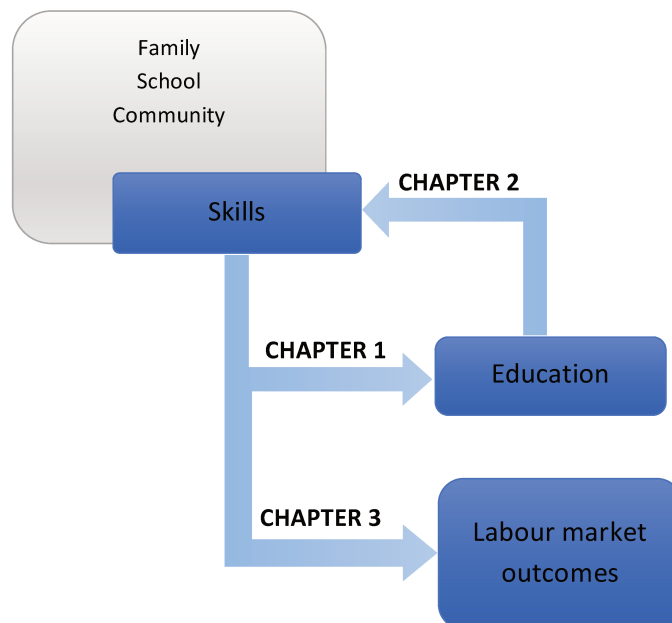 Family
School
Community
Skills
CHAPTER 2
CHAPTER 1
Education
CHAPTER 3
Labour market
outcomes